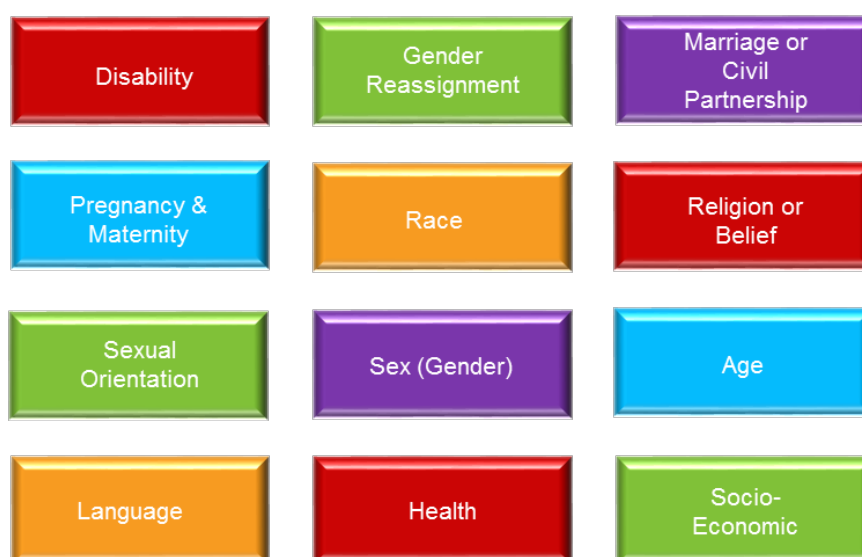 Disability
Gender
Reassignment
Marriage or
Civil
Partnership
Pregnancy &
Maternity
Race
Religion or
Belief
Sexual
Orientation
Sex (Gender)
Age
Language
Health
Socio-
Economic